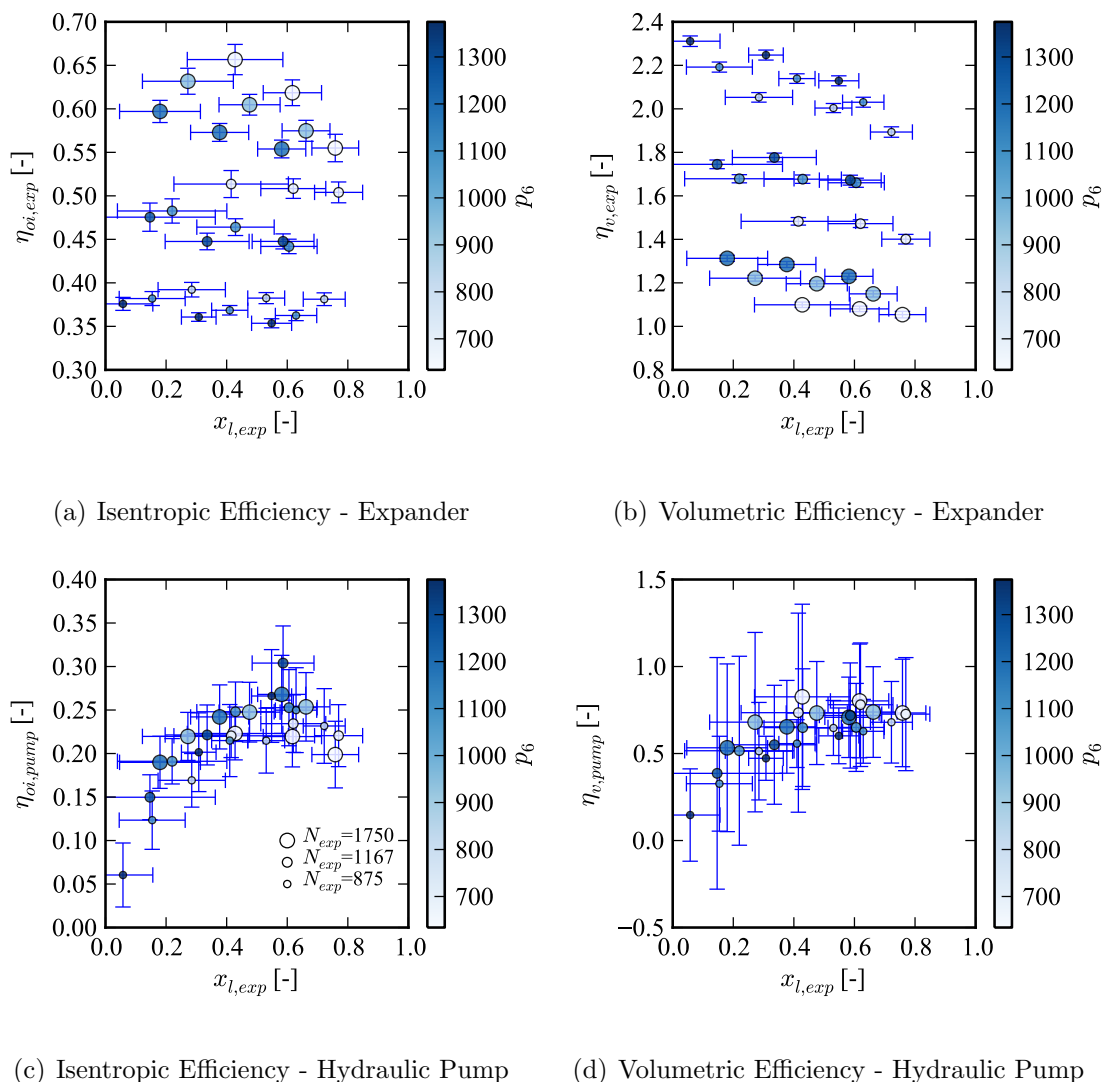 0.70
0.65
0.60
0.55
0.50
0.45
0.40
0.35
0.30
η_{oi,exp} [-]
0.0 0.2 0.4 0.6 0.8 1.0
x_{l,exp} [-]
1300
1200
1100
1000
900
800
700
p_6
2.4
2.2
2.0
1.8
1.6
1.4
1.2
1.0
0.8
η_{v,exp} [-]
0.0 0.2 0.4 0.6 0.8 1.0
x_{l,exp} [-]
1300
1200
1100
1000
900
800
700
p_6
(a) Isentropic Efficiency - Expander
(b) Volumetric Efficiency - Expander
0.40
0.35
0.30
0.25
0.20
0.15
0.10
0.05
0.00
η_{oi,pump} [-]
N_{exp}=1750
N_{exp}=1167
N_{exp}=875
0.0 0.2 0.4 0.6 0.8 1.0
x_{l,exp} [-]
1300
1200
1100
1000
900
800
700
p_6
1.5
1.0
0.5
0.0
−0.5
η_{v,pump} [-]
0.0 0.2 0.4 0.6 0.8 1.0
x_{l,exp} [-]
1300
1200
1100
1000
900
800
700
p_6
(c) Isentropic Efficiency - Hydraulic Pump
(d) Volumetric Efficiency - Hydraulic Pump